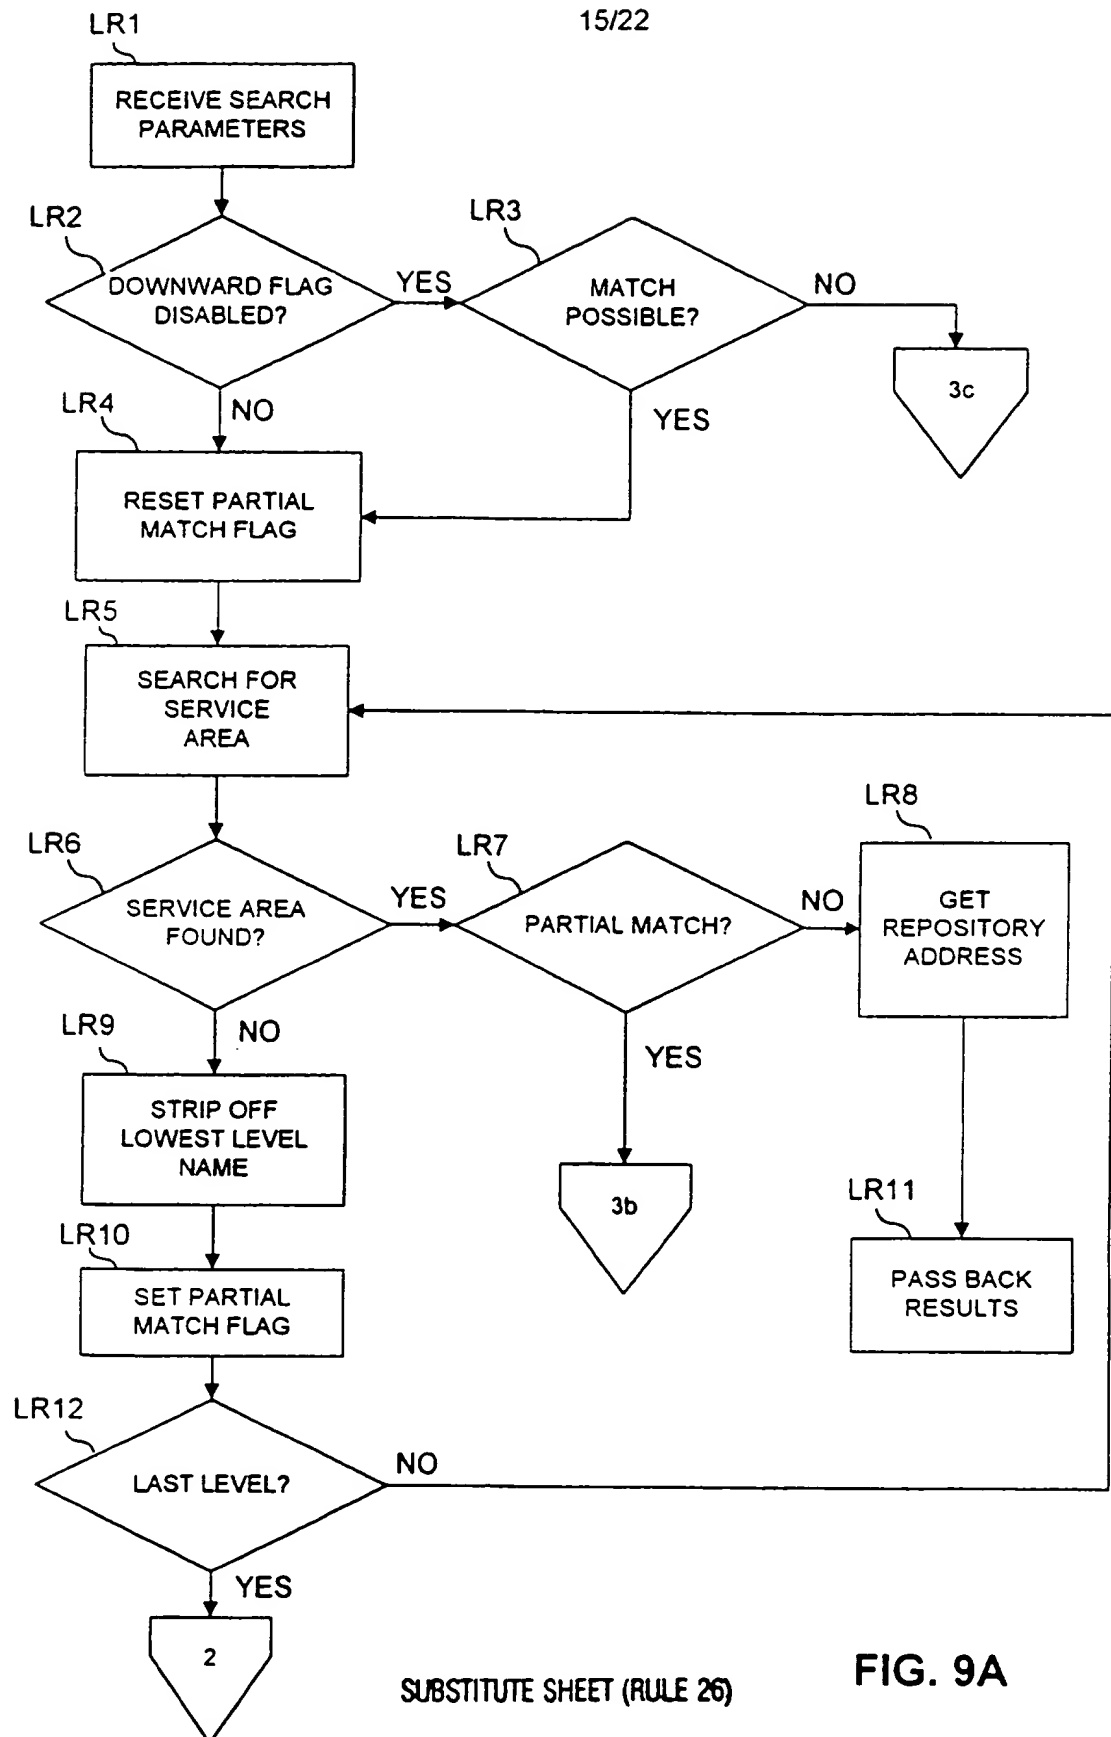 15/22
LR1
RECEIVE SEARCH
PARAMETERS
LR2
DOWNWARD FLAG
DISABLED?
YES
LR3
MATCH
POSSIBLE?
NO
3c
YES
NO
LR4
RESET PARTIAL
MATCH FLAG
LR5
SEARCH FOR
SERVICE
AREA
LR6
SERVICE AREA
FOUND?
YES
LR7
PARTIAL MATCH?
NO
LR8
GET
REPOSITORY
ADDRESS
YES
3b
LR11
PASS BACK
RESULTS
NO
LR9
STRIP OFF
LOWEST LEVEL
NAME
LR10
SET PARTIAL
MATCH FLAG
LR12
LAST LEVEL?
NO
YES
2
SUBSTITUTE SHEET (RULE 26)
FIG. 9A